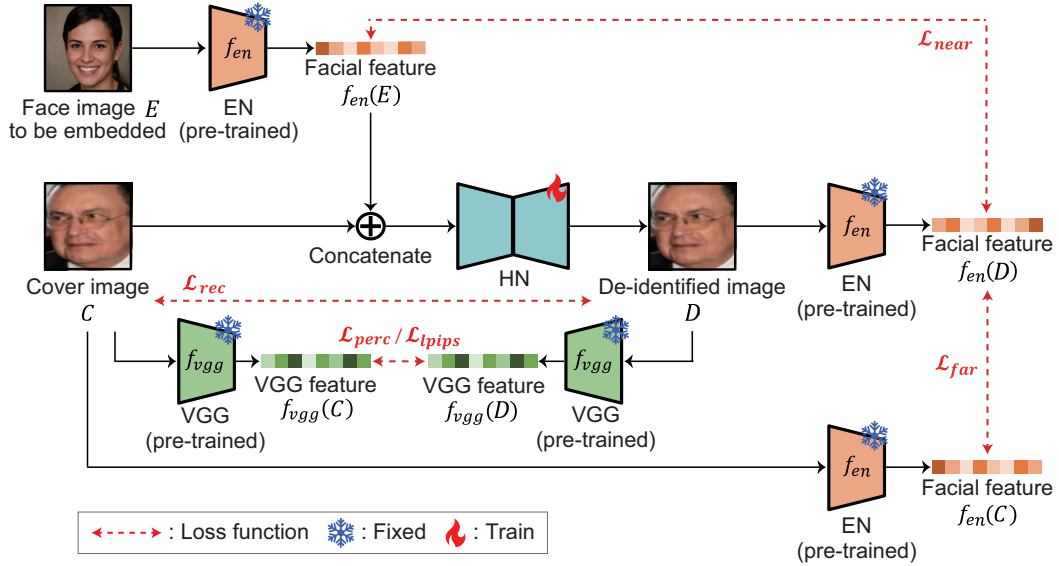 f_en
Facial feature
f_en(E)
Face image E
to be embedded
EN
(pre-trained)
L_near
Concatenate
HN
f_en
Facial feature
f_en(D)
EN
(pre-trained)
Cover image
C
L_rec
De-identified image
D
L_perc / L_lpips
f_vgg
VGG feature
f_vgg(C)
VGG
(pre-trained)
VGG feature
f_vgg(D)
f_vgg
VGG
(pre-trained)
L_far
f_en
Facial feature
f_en(C)
EN
(pre-trained)
: Loss function
: Fixed
: Train